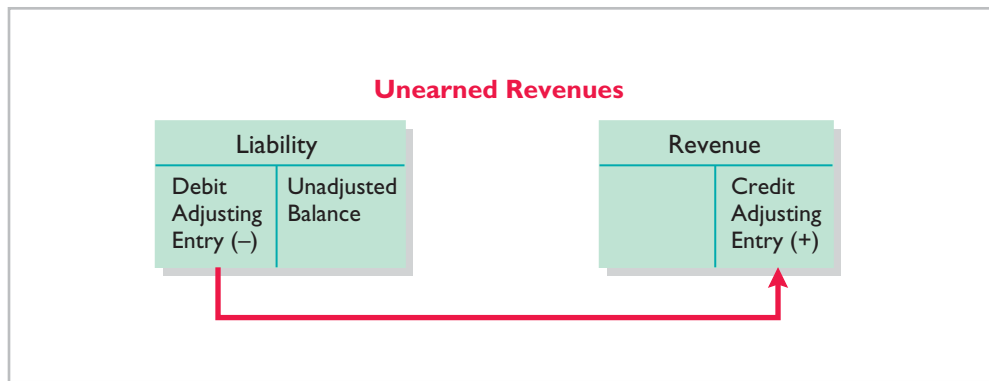 Unearned Revenues
Liability
Debit
Adjusting
Entry (–)
Unadjusted
Balance
Revenue
Credit
Adjusting
Entry (+)